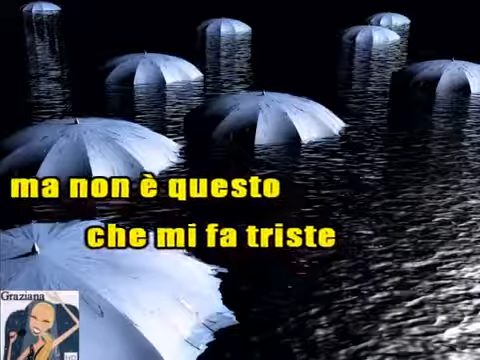 ma non è questo
che mi fa triste
Graziana